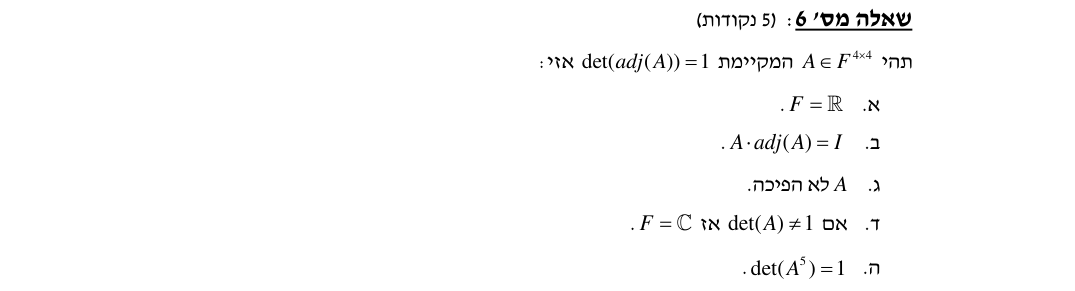 שאלה מס' 6 : (5 נקודות)
תהי A ∈ F^{4×4} המקיימת det(adj(A)) = 1 אזי :
א. F = ℝ .
ב. A · adj(A) = I .
ג. A לא הפיכה.
ד. אם det(A) ≠ 1 אז F = ℂ .
ה. det(A^5) = 1 .